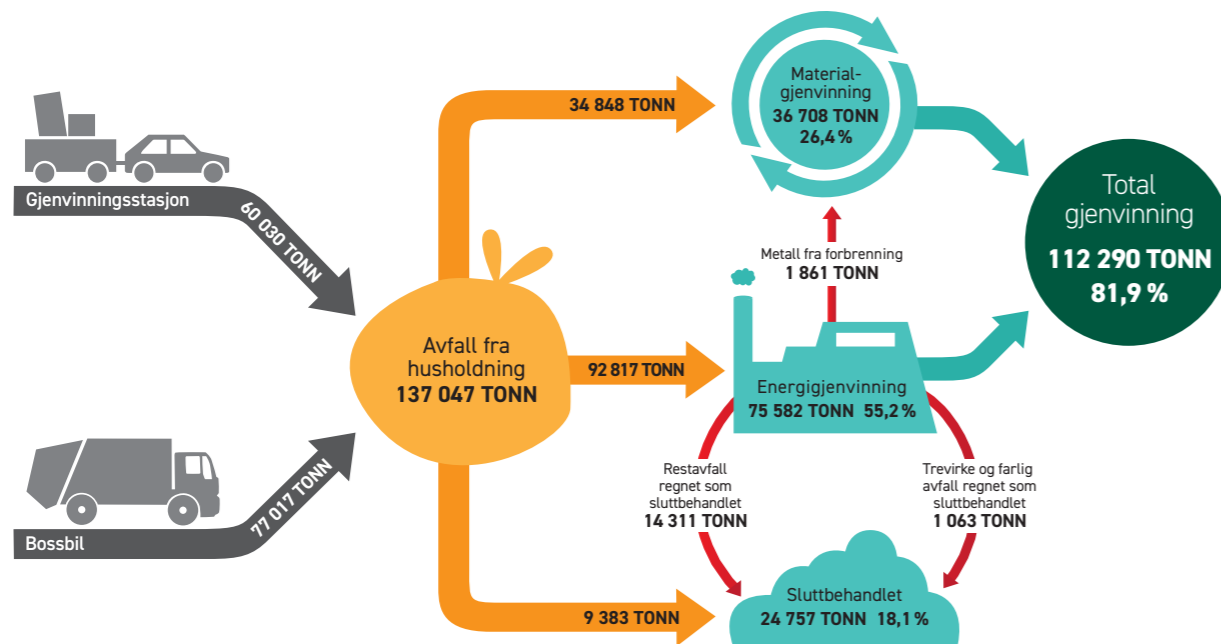 34 848 TONN
Material-
gjenvinning
36 708 TONN
26,4 %
Gjenvinningsstasjon
60 030 TONN
Total
gjenvinning
112 290 TONN
81,9 %
Metall fra forbrenning
1 861 TONN
Avfall fra
husholdning
137 047 TONN
92 817 TONN
Energigjenvinning
75 582 TONN 55,2 %
Restavfall
regnet som
sluttbehandlet
14 311 TONN
Trevirke og farlig
avfall regnet som
sluttbehandlet
1 063 TONN
77 017 TONN
Bossbil
9 383 TONN
Sluttbehandlet
24 757 TONN 18,1 %